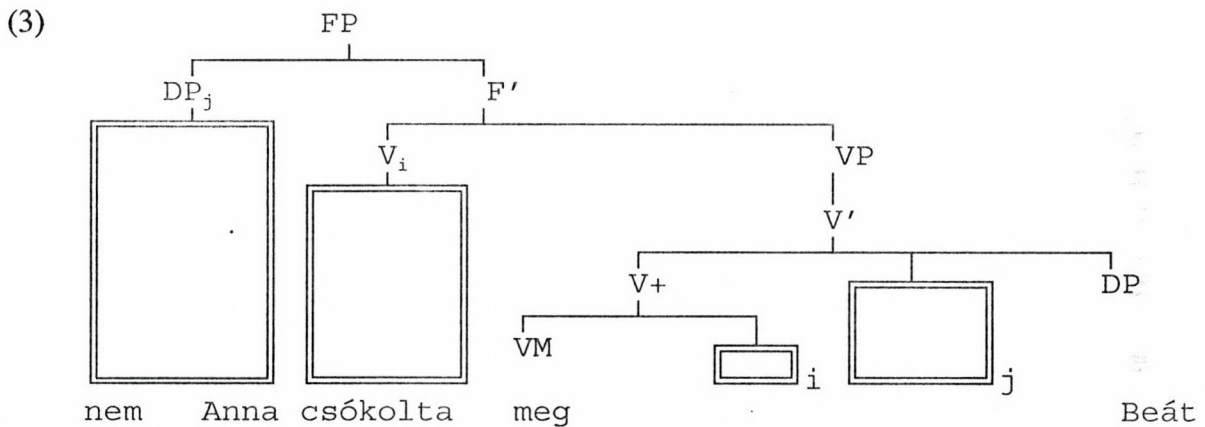 (3)
FP
DPj F'
Vi VP
V'
V+ DP
VM i j
nem Anna csókolta meg Beát